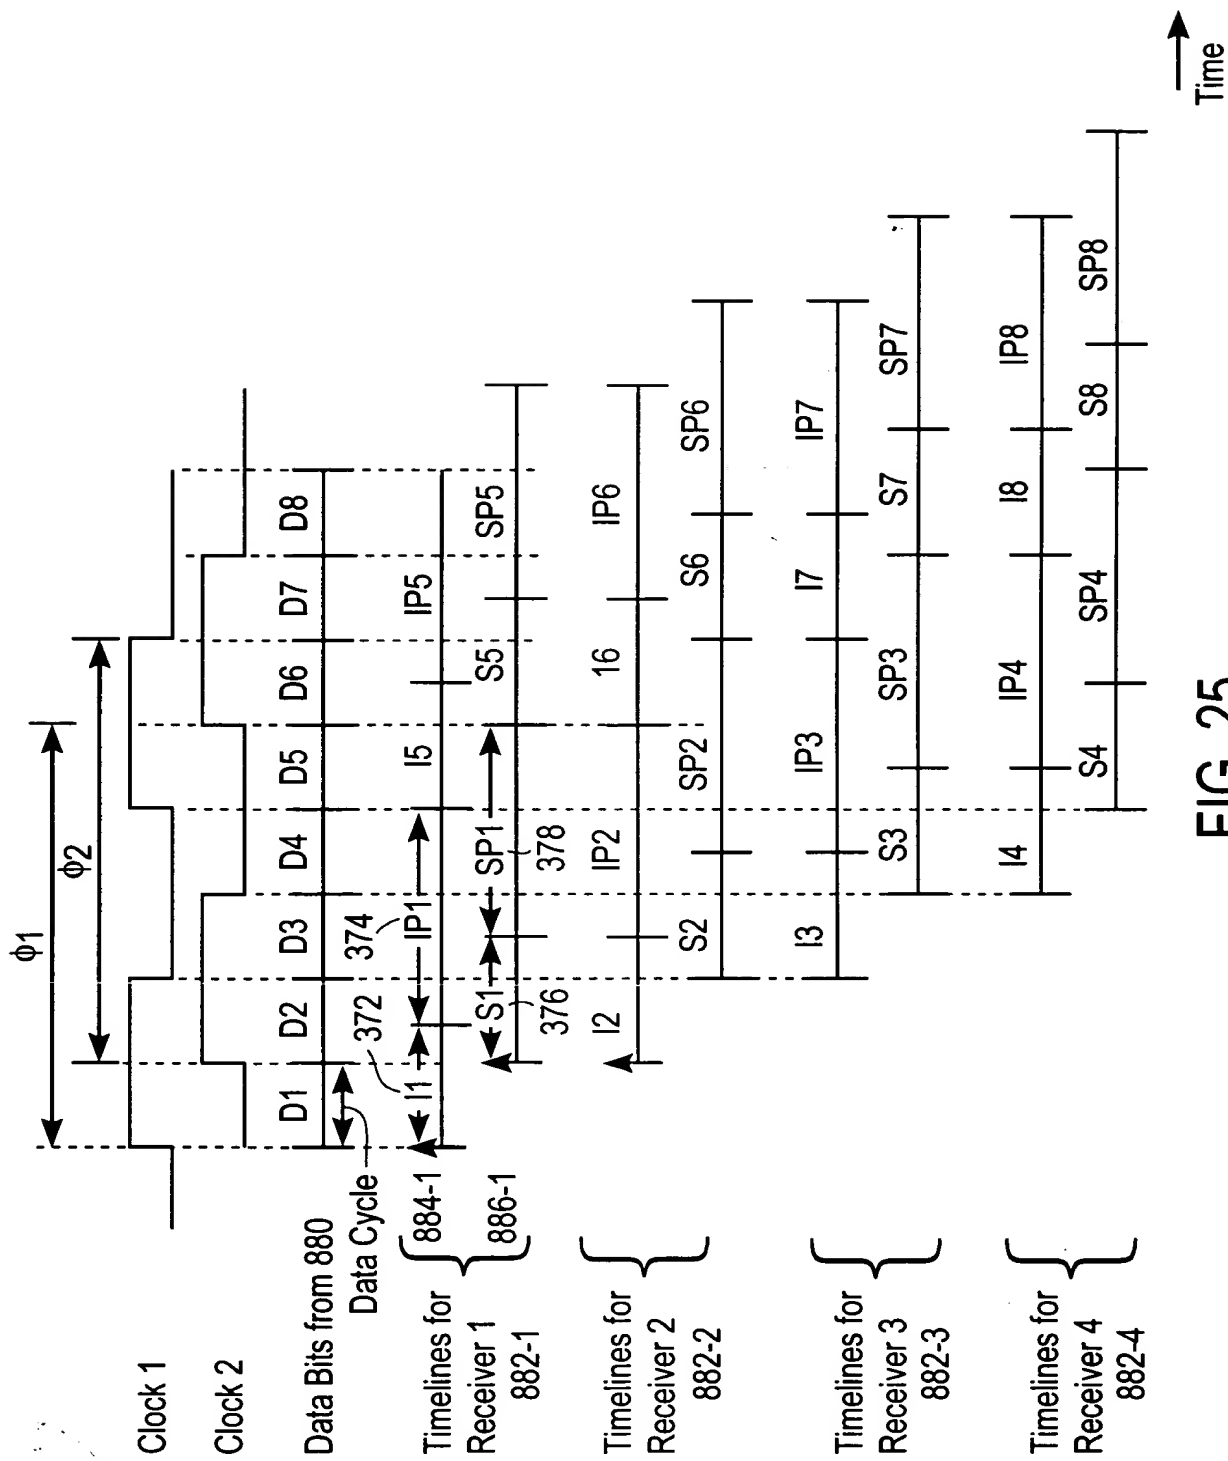 ϕ1
ϕ2
Clock 1
Clock 2
Data Bits from 880
D1 D2 D3 D4 D5 D6 D7 D8
Data Cycle
372
374
Timelines for
Receiver 1
882-1
884-1
I1 IP1 I5 IP5
886-1
S1 SP1 S5 SP5
376
378
Timelines for
Receiver 2
882-2
I2 IP2 16 IP6
S2 SP2 S6 SP6
Timelines for
Receiver 3
882-3
I3 IP3 I7 IP7
S3 SP3 S7 SP7
Timelines for
Receiver 4
882-4
I4 IP4 I8 IP8
S4 SP4 S8 SP8
Time
FIG. 25